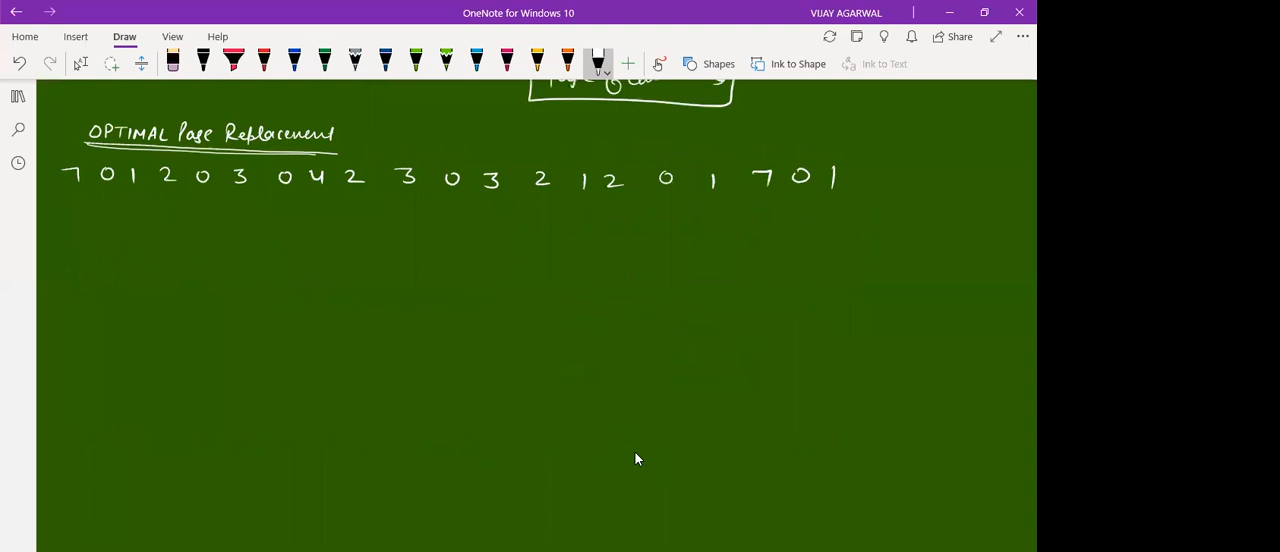 OneNote for Windows 10
VIJAY AGARWAL
Home Insert Draw View Help
Share
Shapes Ink to Shape Ink to Text
OPTIMAL Page Replacement
7 0 1 2 0 3 0 4 2 3 0 3 2 1 2 0 1 7 0 1